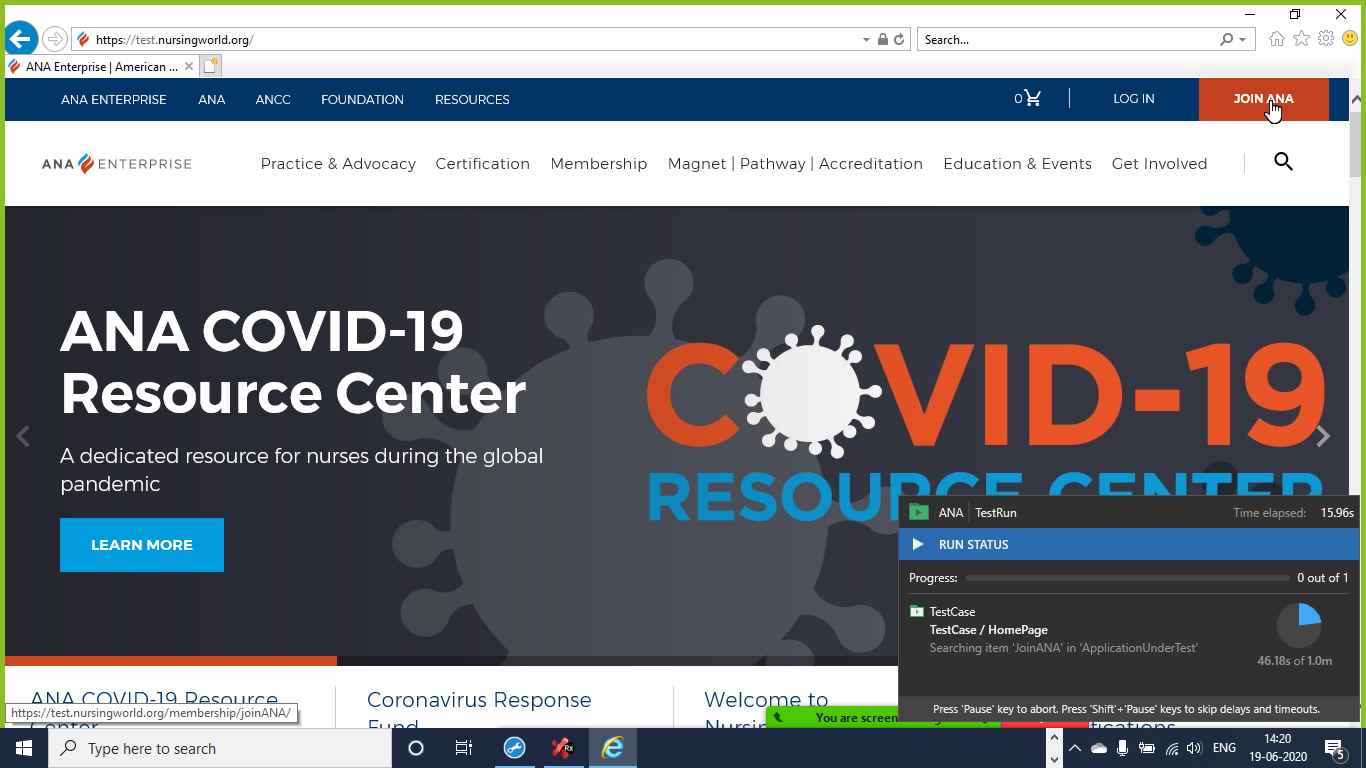 https://test.nursingworld.org/
Search...
ANA Enterprise | American ...
ANA ENTERPRISE ANA ANCC FOUNDATION RESOURCES 0 LOG IN JOIN ANA
ANA ENTERPRISE Practice & Advocacy Certification Membership Magnet | Pathway | Accreditation Education & Events Get Involved
ANA COVID-19
Resource Center
A dedicated resource for nurses during the global
pandemic
LEARN MORE
COVID-19
RESOURCE CENTER
ANA TestRun Time elapsed: 15.96s
RUN STATUS
Progress: 0 out of 1
TestCase
TestCase / HomePage
Searching item 'JoinANA' in 'ApplicationUnderTest'
46.18s of 1.0m
Press 'Pause' key to abort. Press 'Shift'+'Pause' keys to skip delays and timeouts.
ANA COVID-19 Resource
Center
Coronavirus Response
Fund
Welcome to
https://test.nursingworld.org/membership/joinANA/
You are screen
Type here to search
Rx
ENG
14:20
19-06-2020
5